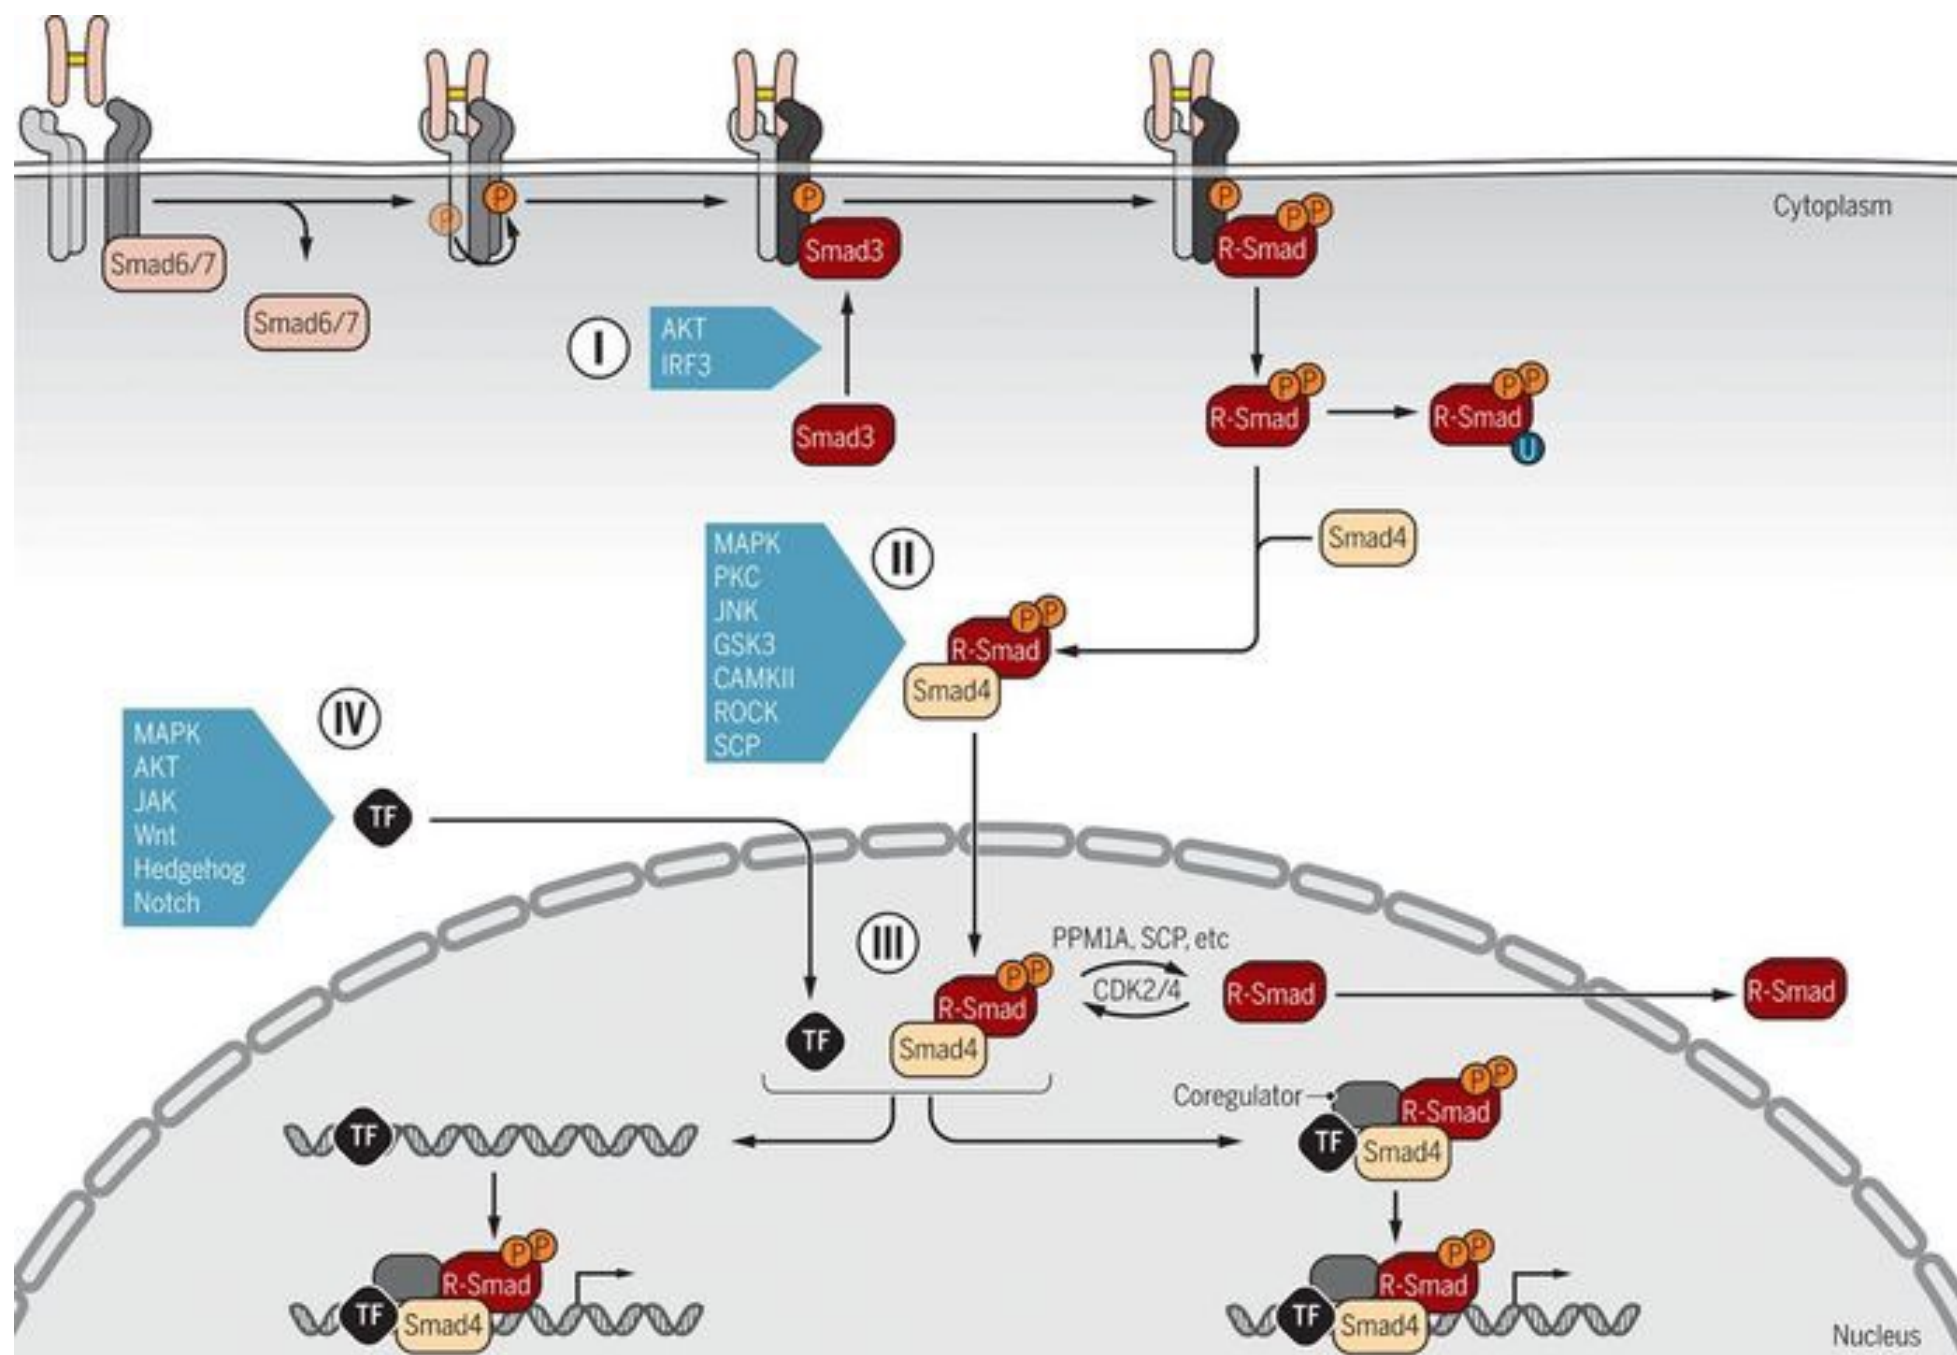 P
P
P
P
P
P
Cytoplasm
Smad6/7
Smad3
R-Smad
Smad6/7
I
AKT
IRF3
Smad3
P
P
R-Smad
P
P
R-Smad
U
Smad4
MAPK
PKC
JNK
GSK3
CAMKII
ROCK
SCP
II
P
P
R-Smad
Smad4
IV
MAPK
AKT
JAK
Wnt
Hedgehog
Notch
TF
III
PPM1A, SCP, etc
CDK2/4
P
P
R-Smad
Smad4
TF
R-Smad
R-Smad
Coregulator
P
P
R-Smad
TF
Smad4
TF
P
P
R-Smad
TF
Smad4
P
P
R-Smad
TF
Smad4
Nucleus